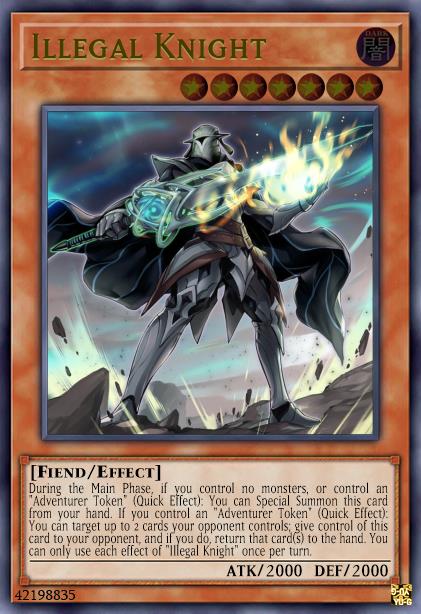 Illegal Knight
DARK
闇
[Fiend/Effect]
During the Main Phase, if you control no monsters, or control an
"Adventurer Token" (Quick Effect): You can Special Summon this card
from your hand. If you control an "Adventurer Token" (Quick Effect):
You can target up to 2 cards your opponent controls; give control of this
card to your opponent, and if you do, return that card(s) to the hand. You
can only use each effect of "Illegal Knight" once per turn.
ATK/2000 DEF/2000
42198835